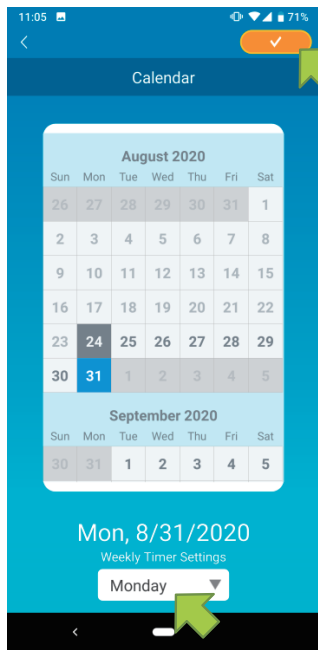 11:05 71%
Calendar
August 2020
Sun Mon Tue Wed Thu Fri Sat
26 27 28 29 30 31 1
2 3 4 5 6 7 8
9 10 11 12 13 14 15
16 17 18 19 20 21 22
23 24 25 26 27 28 29
30 31 1 2 3 4 5
September 2020
Sun Mon Tue Wed Thu Fri Sat
30 31 1 2 3 4 5
Mon, 8/31/2020
Weekly Timer Settings
Monday